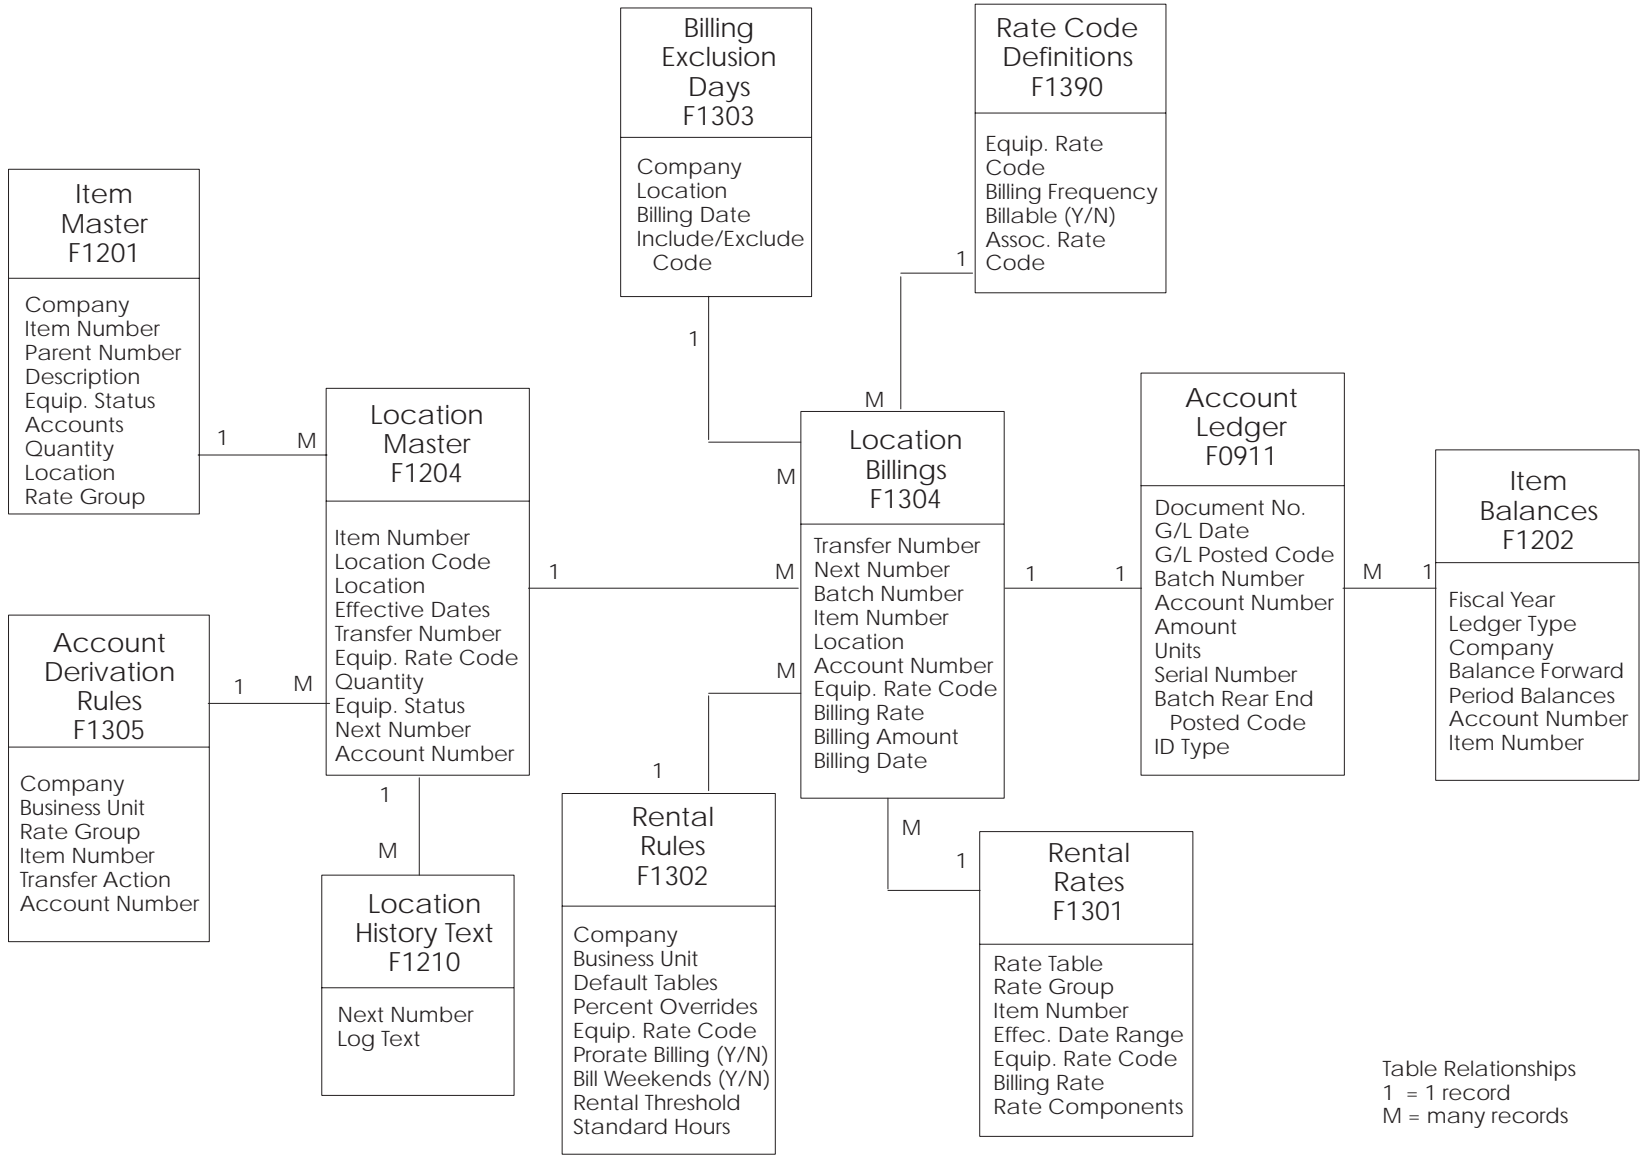 Billing
Exclusion
Days
F1303
Company
Location
Billing Date
Include/Exclude
Code
Rate Code
Definitions
F1390
Equip. Rate
Code
Billing Frequency
Billable (Y/N)
Assoc. Rate
Code
Item
Master
F1201
Company
Item Number
Parent Number
Description
Equip. Status
Accounts
Quantity
Location
Rate Group
1
M
Location
Master
F1204
Item Number
Location Code
Location
Effective Dates
Transfer Number
Equip. Rate Code
Quantity
Equip. Status
Next Number
Account Number
1
M
1
M
1
M
Location
Billings
F1304
Transfer Number
Next Number
Batch Number
Item Number
Location
Account Number
Equip. Rate Code
Billing Rate
Billing Amount
Billing Date
1
1
Account
Ledger
F0911
Document No.
G/L Date
G/L Posted Code
Batch Number
Account Number
Amount
Units
Serial Number
Batch Rear End
Posted Code
ID Type
M
1
Item
Balances
F1202
Fiscal Year
Ledger Type
Company
Balance Forward
Period Balances
Account Number
Item Number
Account
Derivation
Rules
F1305
Company
Business Unit
Rate Group
Item Number
Transfer Action
Account Number
1
M
1
M
Location
History Text
F1210
Next Number
Log Text
M
1
Rental
Rules
F1302
Company
Business Unit
Default Tables
Percent Overrides
Equip. Rate Code
Prorate Billing (Y/N)
Bill Weekends (Y/N)
Rental Threshold
Standard Hours
M
1
Rental
Rates
F1301
Rate Table
Rate Group
Item Number
Effec. Date Range
Equip. Rate Code
Billing Rate
Rate Components
Table Relationships
1 = 1 record
M = many records